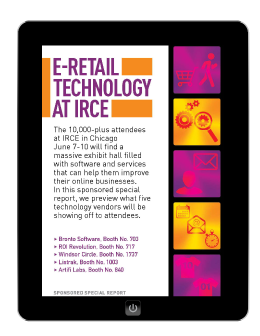 E-RETAIL
TECHNOLOGY
AT IRCE
The 10,000-plus attendees
at IRCE in Chicago
June 7-10 will find a
massive exhibit hall filled
with software and services
that can help them improve
their online businesses.
In this sponsored special
report, we preview what five
technology vendors will be
showing off to attendees.
▸ Bronto Software, Booth No. 703
▸ ROI Revolution, Booth No. 717
▸ Windsor Circle, Booth No. 1737
▸ Listrak, Booth No. 1003
▸ Artifi Labs, Booth No. 840
SPONSORED SPECIAL REPORT